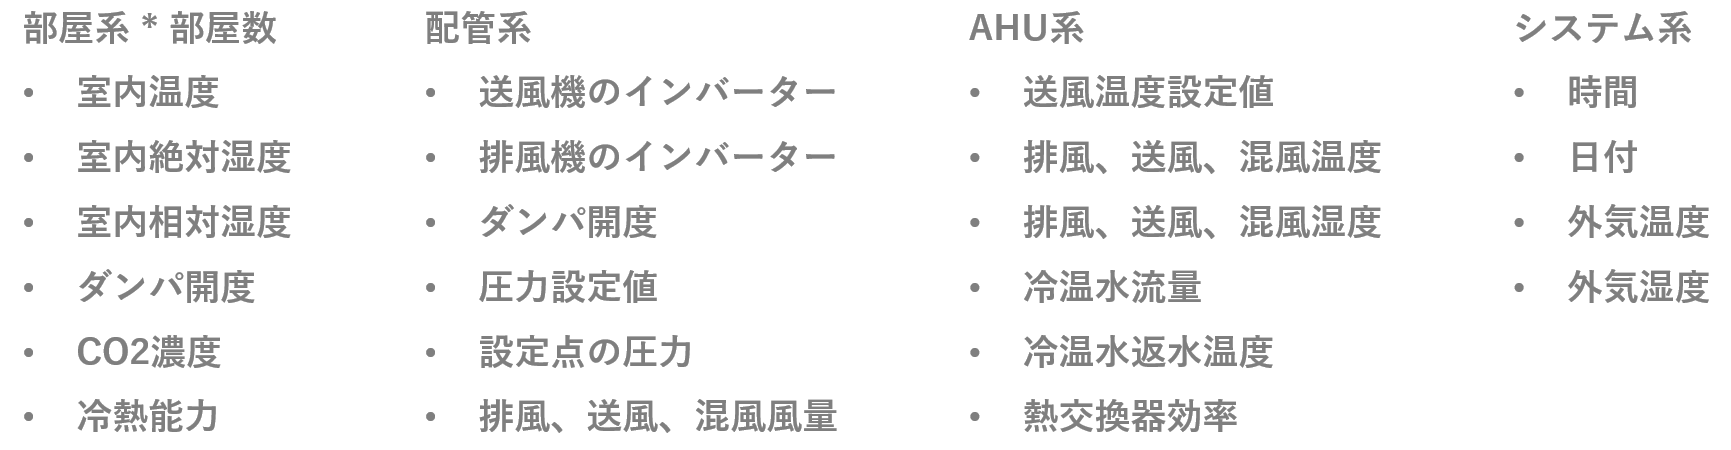 部屋系 * 部屋数
• 室内温度
• 室内絶対湿度
• 室内相対湿度
• ダンパ開度
• CO2濃度
• 冷熱能力
配管系
• 送風機のインバーター
• 排風機のインバーター
• ダンパ開度
• 圧力設定値
• 設定点の圧力
• 排風、送風、混風風量
AHU系
• 送風温度設定値
• 排風、送風、混風温度
• 排風、送風、混風湿度
• 冷温水流量
• 冷温水返水温度
• 熱交換器効率
システム系
• 時間
• 日付
• 外気温度
• 外気湿度